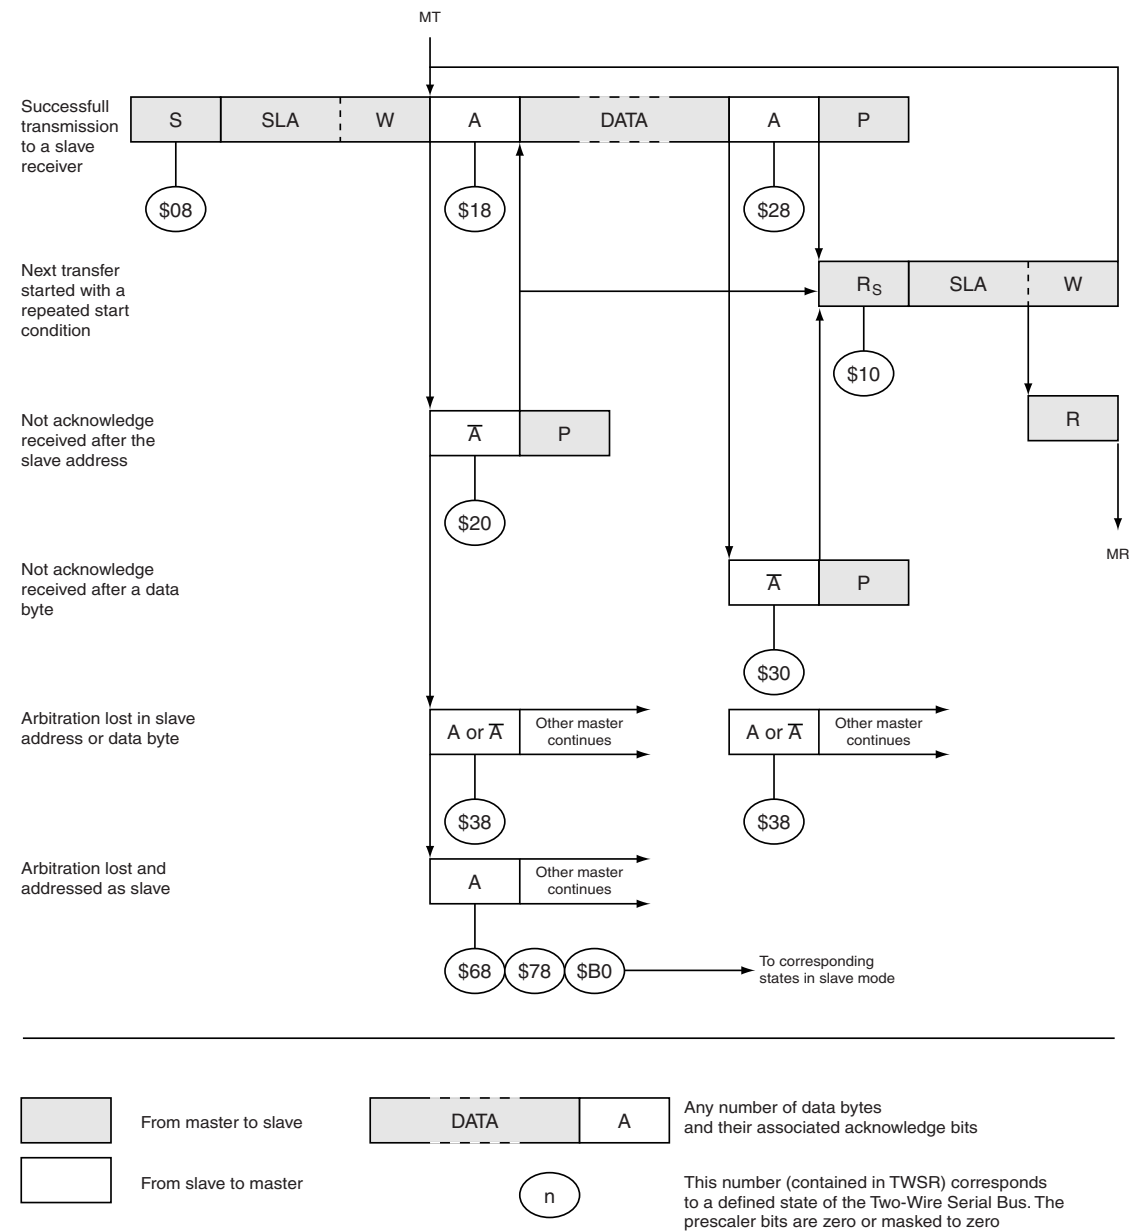 MT
Successfull
transmission
to a slave
receiver
S SLA W A DATA A P
$08 $18 $28
Next transfer
started with a
repeated start
condition
RS SLA W
$10
Not acknowledge
received after the
slave address
A̅ P
R
$20
MR
Not acknowledge
received after a data
byte
A̅ P
$30
Arbitration lost in slave
address or data byte
A or A̅
Other master
continues
A or A̅
Other master
continues
$38 $38
Arbitration lost and
addressed as slave
A
Other master
continues
$68 $78 $B0
To corresponding
states in slave mode
From master to slave
DATA A
Any number of data bytes
and their associated acknowledge bits
From slave to master
n
This number (contained in TWSR) corresponds
to a defined state of the Two-Wire Serial Bus. The
prescaler bits are zero or masked to zero